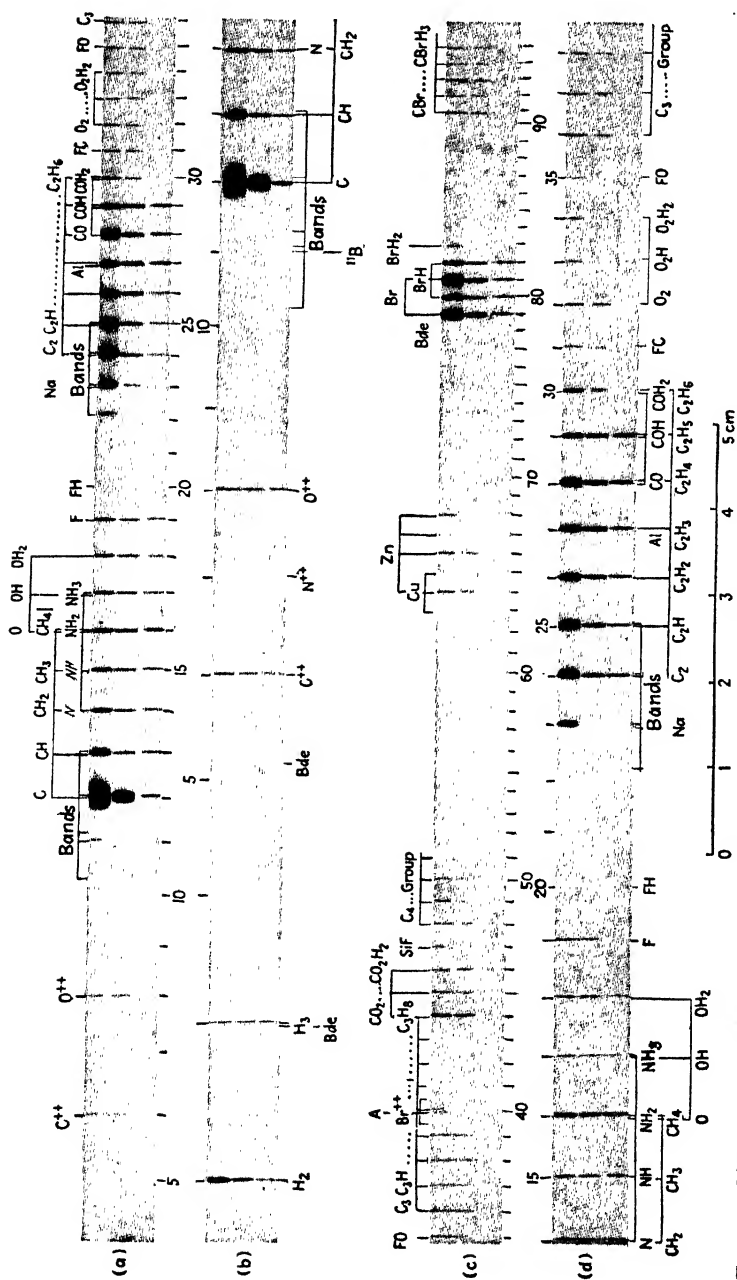 O OH OH2
C CH CH2 CH3 CH4 F FH Na C2 C2H C2H6
C++ O++ Bands N NH NH2 NH3 Bands Al CO COH COH2 FC O2....O2H2 FO C3
(a)
5 10 15 20 25 30
5 10
(b)
H2 H3 C++ N++ O++ 11B C CH N
Bde Bde Bands CH2
A CO2...CO2H2 Zn Br
FO C3 C3H Br++ C3H8 SiF C4...Group Cu Bde BrH BrH2 CBr....CBrH3
(c)
40 50 60 70 80 90
15 20 25 30 35
(d)
N NH NH2 NH3 F FH Bands Al CO COH COH2 FC O2 O2H O2H2 FO C3.....Group
CH2 CH3 CH4 Na C2 C2H C2H2 C2H3 C2H4 C2H5 C2H6
O OH OH2
0 1 2 3 4 5 cm